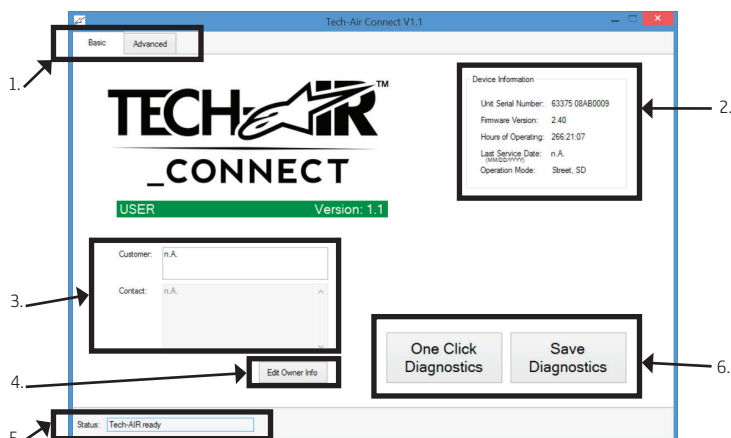 Tech-Air Connect V1.1
Basic Advanced
1.
TECH-AIR™
_CONNECT
USER Version: 1.1
Device Information
Unit Serial Number: 63375 08AB0009
Firmware Version: 2.40
Hours of Operating: 266:21:07
Last Service Date: n.A.
(MM/DD/YYYY)
Operation Mode: Street, SD
2.
Customer: n.A.
Contact: n.A.
3.
Edit Owner Info
4.
One Click
Diagnostics
Save
Diagnostics
6.
Status: Tech-AIR ready
5.